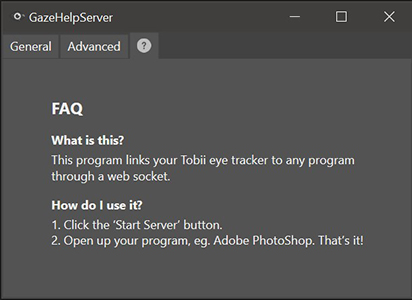 GazeHelpServer
General Advanced ?
FAQ
What is this?
This program links your Tobii eye tracker to any program
through a web socket.
How do I use it?
1. Click the ‘Start Server’ button.
2. Open up your program, eg. Adobe PhotoShop. That's it!